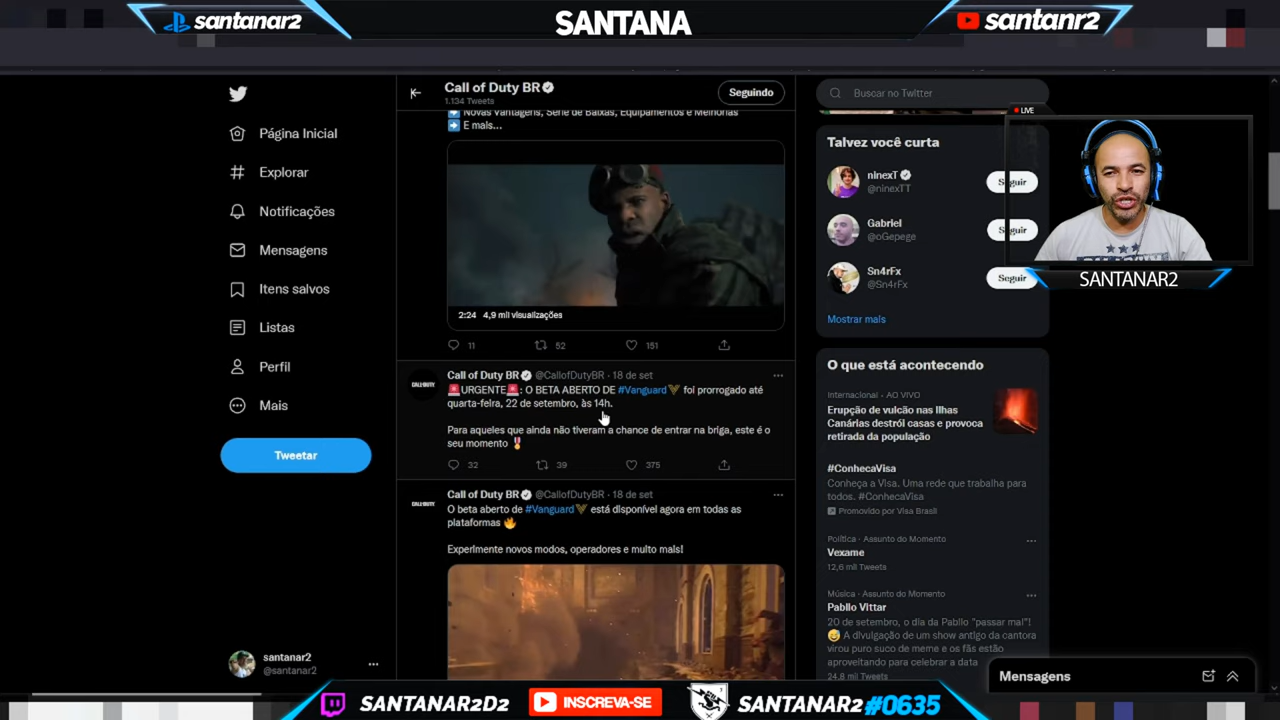 santanar2
SANTANA
santanr2
Call of Duty BR
1.134 Tweets
Seguindo
Buscar no Twitter
LIVE
Página Inicial
Explorar
Notificações
Mensagens
Itens salvos
Listas
Perfil
Mais
Tweetar
santanar2
@santanar2
Novas Vantagens, Série de Baixas, Equipamentos e Melhorias
E mais...
2:24 4,9 mil visualizações
11 52 151
Call of Duty BR @CallofDutyBR · 18 de set
🚨URGENTE🚨: O BETA ABERTO DE #Vanguard foi prorrogado até
quarta-feira, 22 de setembro, às 14h.
Para aqueles que ainda não tiveram a chance de entrar na briga, este é o
seu momento 🎖️
32 39 375
Call of Duty BR @CallofDutyBR · 18 de set
O beta aberto de #Vanguard está disponível agora em todas as
plataformas 🔥
Experimente novos modos, operadores e muito mais!
Talvez você curta
ninexT
@ninexTT
Seguir
Gabriel
@oGepege
Seguir
Sn4rFx
@Sn4rFx
Seguir
Mostrar mais
SANTANAR2
O que está acontecendo
Internacional · AO VIVO
Erupção de vulcão nas Ilhas
Canárias destrói casas e provoca
retirada da população
#ConhecaVisa
Conheça a Visa. Uma rede que trabalha para
todos. #ConhecaVisa
Promovido por Visa Brasil
Política · Assunto do Momento
Vexame
12,6 mil Tweets
Música · Assunto do Momento
Pabllo Vittar
20 de setembro, o dia da Pabllo "passar mal"!
😅 A divulgação de um show antigo da cantora
virou puro suco de meme e os fãs estão
aproveitando para celebrar a data
24,8 mil Tweets
Mensagens
SANTANAR2D2
INSCREVA-SE
SANTANAR2 #0635